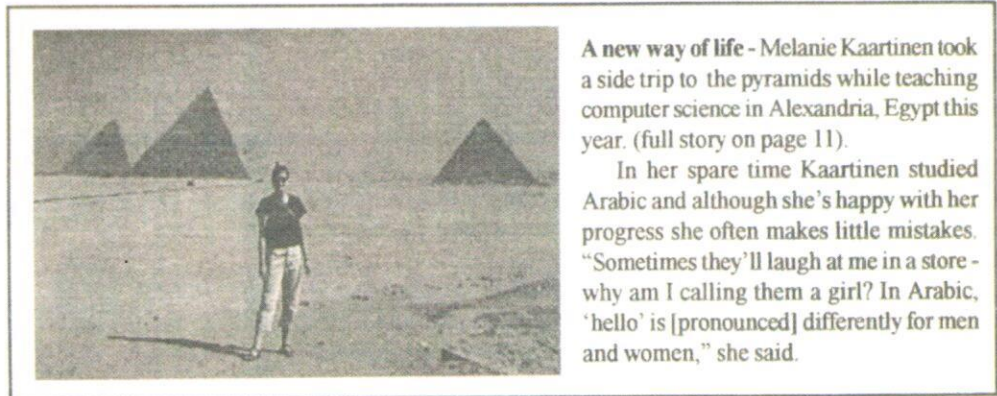 A new way of life - Melanie Kaartinen took
a side trip to the pyramids while teaching
computer science in Alexandria, Egypt this
year. (full story on page 11).
In her spare time Kaartinen studied
Arabic and although she's happy with her
progress she often makes little mistakes.
“Sometimes they'll laugh at me in a store -
why am I calling them a girl? In Arabic,
‘hello’ is [pronounced] differently for men
and women,” she said.